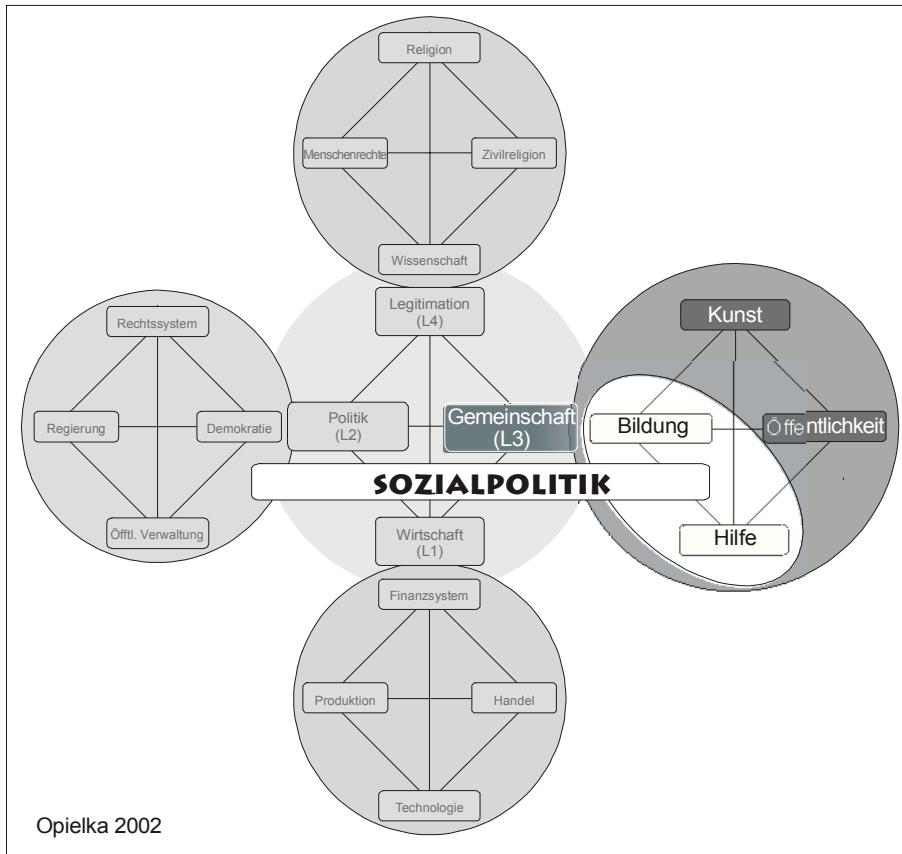 Religion
Menschenrechte
Zivilreligion
Wissenschaft
Legitimation
(L4)
Kunst
Rechtssystem
Regierung
Demokratie
Politik
(L2)
Gemeinschaft
(L3)
Bildung
Öffentlichkeit
SOZIALPOLITIK
Öfftl. Verwaltung
Wirtschaft
(L1)
Hilfe
Finanzsystem
Produktion
Handel
Technologie
Opielka 2002